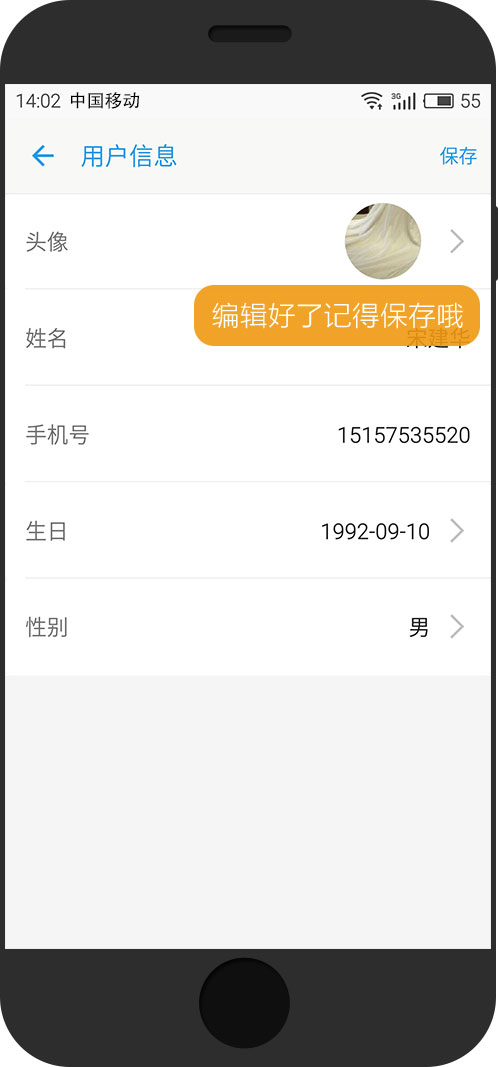 14:02 中国移动 3G 55
用户信息 保存
头像
编辑好了记得保存哦
姓名 宋建华
手机号 15157535520
生日 1992-09-10
性别 男